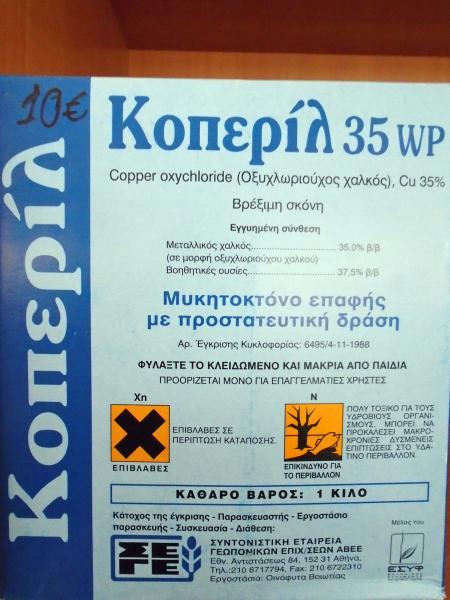 10€
Κοπερίλ
Κοπερίλ 35 WP
Copper oxychloride (Οξυχλωριούχος χαλκός), Cu 35%
Βρέξιμη σκόνη
Εγγυημένη σύνθεση
Μεταλλικός χαλκός.............................. 35,0% β/β
(σε μορφή οξυχλωριούχου χαλκού)
Βοηθητικές ουσίες............................... 37,5% β/β
Μυκητοκτόνο επαφής
με προστατευτική δράση
Αρ. Έγκρισης Κυκλοφορίας: 6495/4-11-1988
ΦΥΛΑΞΤΕ ΤΟ ΚΛΕΙΔΩΜΕΝΟ ΚΑΙ ΜΑΚΡΙΑ ΑΠΟ ΠΑΙΔΙΑ
ΠΡΟΟΡΙΖΕΤΑΙ ΜΟΝΟ ΓΙΑ ΕΠΑΓΓΕΛΜΑΤΙΕΣ ΧΡΗΣΤΕΣ
Xn
ΕΠΙΒΛΑΒΕΣ
ΕΠΙΒΛΑΒΕΣ ΣΕ
ΠΕΡΙΠΤΩΣΗ ΚΑΤΑΠΟΣΗΣ.
N
ΕΠΙΚΙΝΔΥΝΟ ΓΙΑ
ΤΟ ΠΕΡΙΒΑΛΛΟΝ
ΠΟΛΥ ΤΟΞΙΚΟ ΓΙΑ ΤΟΥΣ
ΥΔΡΟΒΙΟΥΣ ΟΡΓΑΝΙ-
ΣΜΟΥΣ, ΜΠΟΡΕΙ ΝΑ
ΠΡΟΚΑΛΕΣΕΙ ΜΑΚΡΟ-
ΧΡΟΝΙΕΣ ΔΥΣΜΕΝΕΙΣ
ΕΠΙΠΤΩΣΕΙΣ ΣΤΟ ΥΔΑ-
ΤΙΝΟ ΠΕΡΙΒΑΛΛΟΝ.
ΚΑΘΑΡΟ ΒΑΡΟΣ: 1 ΚΙΛΟ
Κάτοχος της έγκρισης - Παρασκευαστής - Εργοστάσιο
παρασκευής - Συσκευασία - Διάθεση:
ΣΕΓΕ
ΣΥΝΤΟΝΙΣΤΙΚΗ ΕΤΑΙΡΕΙΑ
ΓΕΩΠΟΝΙΚΩΝ ΕΠΙΧ/ΣΕΩΝ ΑΒΕΕ
Εθν. Αντιστάσεως 84, 152 31 Αθήνα,
Τηλ.:210 6717794, Fax: 210 6722310
Εργοστάσιο: Οινόφυτα Βοιωτίας
Μέλος του
ΕΣΥΦ